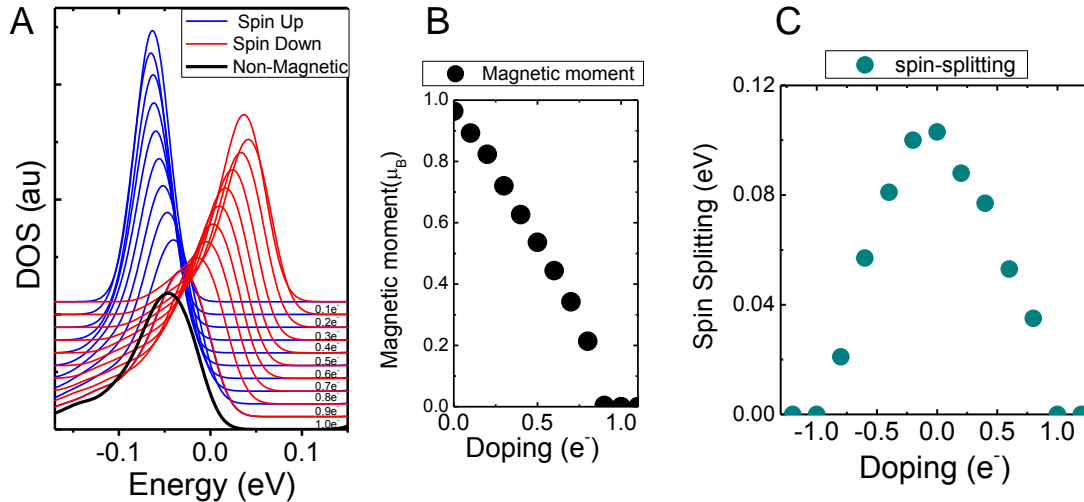 A
Spin Up
Spin Down
Non-Magnetic
DOS (au)
0.1e⁻
0.2e⁻
0.3e⁻
0.4e⁻
0.5e⁻
0.6e⁻
0.7e⁻
0.8e⁻
0.9e⁻
1.0e⁻
-0.1 0.0 0.1
Energy (eV)
B
Magnetic moment
Magnetic moment(μ_B)
1.0
0.8
0.6
0.4
0.2
0.0
0.0 0.5 1.0
Doping (e⁻)
C
spin-splitting
Spin Splitting (eV)
0.12
0.08
0.04
0.00
-1.0 -0.5 0.0 0.5 1.0
Doping (e⁻)